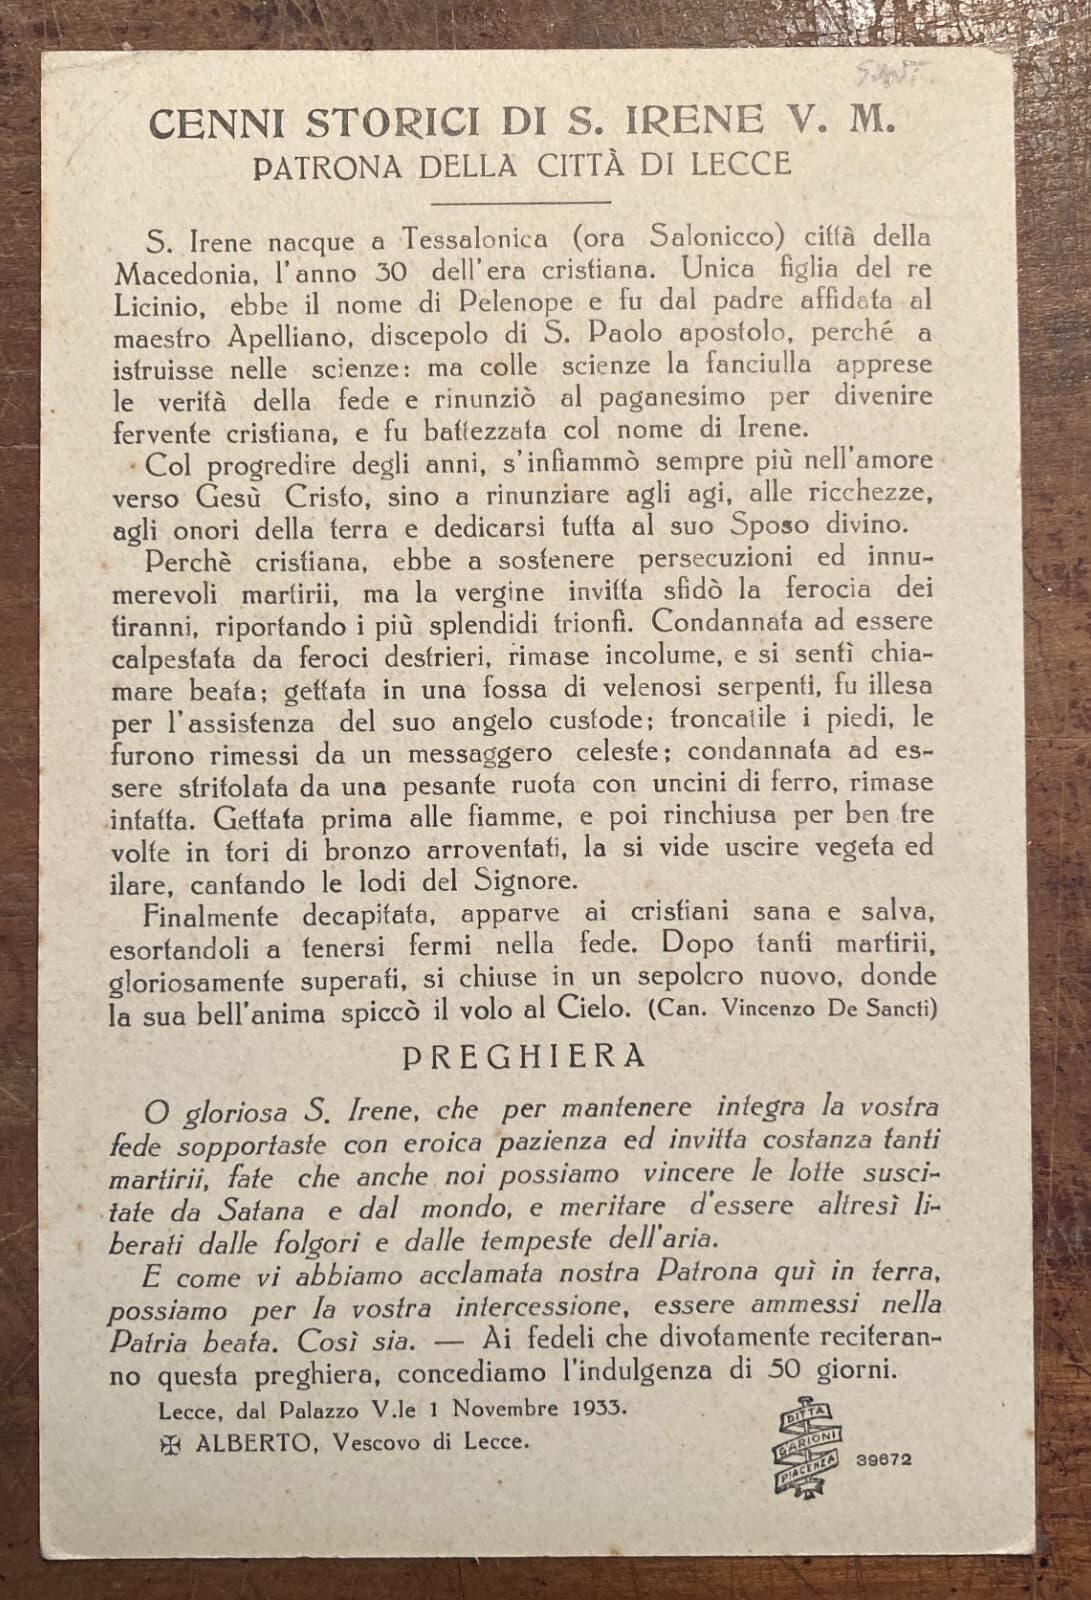 CENNI STORICI DI S. IRENE V. M.
PATRONA DELLA CITTÀ DI LECCE
S. Irene nacque a Tessalonica (ora Salonicco) città della
Macedonia, l'anno 30 dell'era cristiana. Unica figlia del re
Licinio, ebbe il nome di Pelenope e fu dal padre affidata al
maestro Apelliano, discepolo di S. Paolo apostolo, perché a
istruisse nelle scienze: ma colle scienze la fanciulla apprese
le verità della fede e rinunziò al paganesimo per divenire
fervente cristiana, e fu battezzata col nome di Irene.
Col progredire degli anni, s'infiammò sempre più nell'amore
verso Gesù Cristo, sino a rinunziare agli agi, alle ricchezze,
agli onori della terra e dedicarsi tutta al suo Sposo divino.
Perchè cristiana, ebbe a sostenere persecuzioni ed innu-
merevoli martirii, ma la vergine invitta sfidò la ferocia dei
tiranni, riportando i più splendidi trionfi. Condannata ad essere
calpestata da feroci destrieri, rimase incolume, e si sentì chia-
mare beata; gettata in una fossa di velenosi serpenti, fu illesa
per l'assistenza del suo angelo custode; troncatile i piedi, le
furono rimessi da un messaggero celeste; condannata ad es-
sere stritolata da una pesante ruota con uncini di ferro, rimase
intatta. Gettata prima alle fiamme, e poi rinchiusa per ben tre
volte in tori di bronzo arroventati, la si vide uscire vegeta ed
ilare, cantando le lodi del Signore.
Finalmente decapitata, apparve ai cristiani sana e salva,
esortandoli a tenersi fermi nella fede. Dopo tanti martirii,
gloriosamente superati, si chiuse in un sepolcro nuovo, donde
la sua bell'anima spiccò il volo al Cielo. (Can. Vincenzo De Sancti)
PREGHIERA
O gloriosa S. Irene, che per mantenere integra la vostra
fede sopportaste con eroica pazienza ed invitta costanza tanti
martirii, fate che anche noi possiamo vincere le lotte susci-
tate da Satana e dal mondo, e meritare d'essere altresì li-
berati dalle folgori e dalle tempeste dell'aria.
E come vi abbiamo acclamata nostra Patrona quì in terra,
possiamo per la vostra intercessione, essere ammessi nella
Patria beata. Così sia. — Ai fedeli che divotamente reciteran-
no questa preghiera, concediamo l'indulgenza di 50 giorni.
Lecce, dal Palazzo V.le 1 Novembre 1933.
✠ ALBERTO, Vescovo di Lecce.
DITTA
GARIONI
PIACENZA
39672